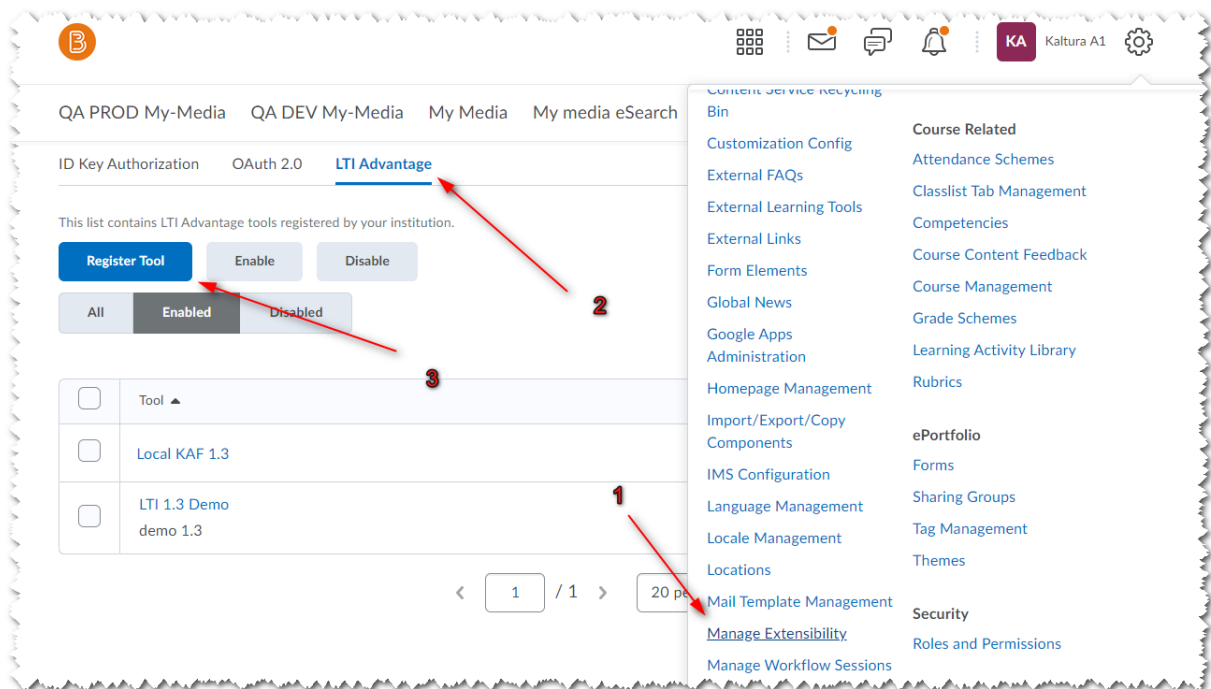 B
KA
Kaltura A1
QA PROD My-Media QA DEV My-Media My Media My media eSearch
ID Key Authorization OAuth 2.0 LTI Advantage
This list contains LTI Advantage tools registered by your institution.
Register Tool Enable Disable
All Enabled Disabled
2
3
Tool
Local KAF 1.3
LTI 1.3 Demo
demo 1.3
1
1 / 1
20 pe
Content Service Recycling
Bin
Customization Config
External FAQs
External Learning Tools
External Links
Form Elements
Global News
Google Apps
Administration
Homepage Management
Import/Export/Copy
Components
IMS Configuration
Language Management
Locale Management
Locations
Mail Template Management
Manage Extensibility
Manage Workflow Sessions
Course Related
Attendance Schemes
Classlist Tab Management
Competencies
Course Content Feedback
Course Management
Grade Schemes
Learning Activity Library
Rubrics
ePortfolio
Forms
Sharing Groups
Tag Management
Themes
Security
Roles and Permissions